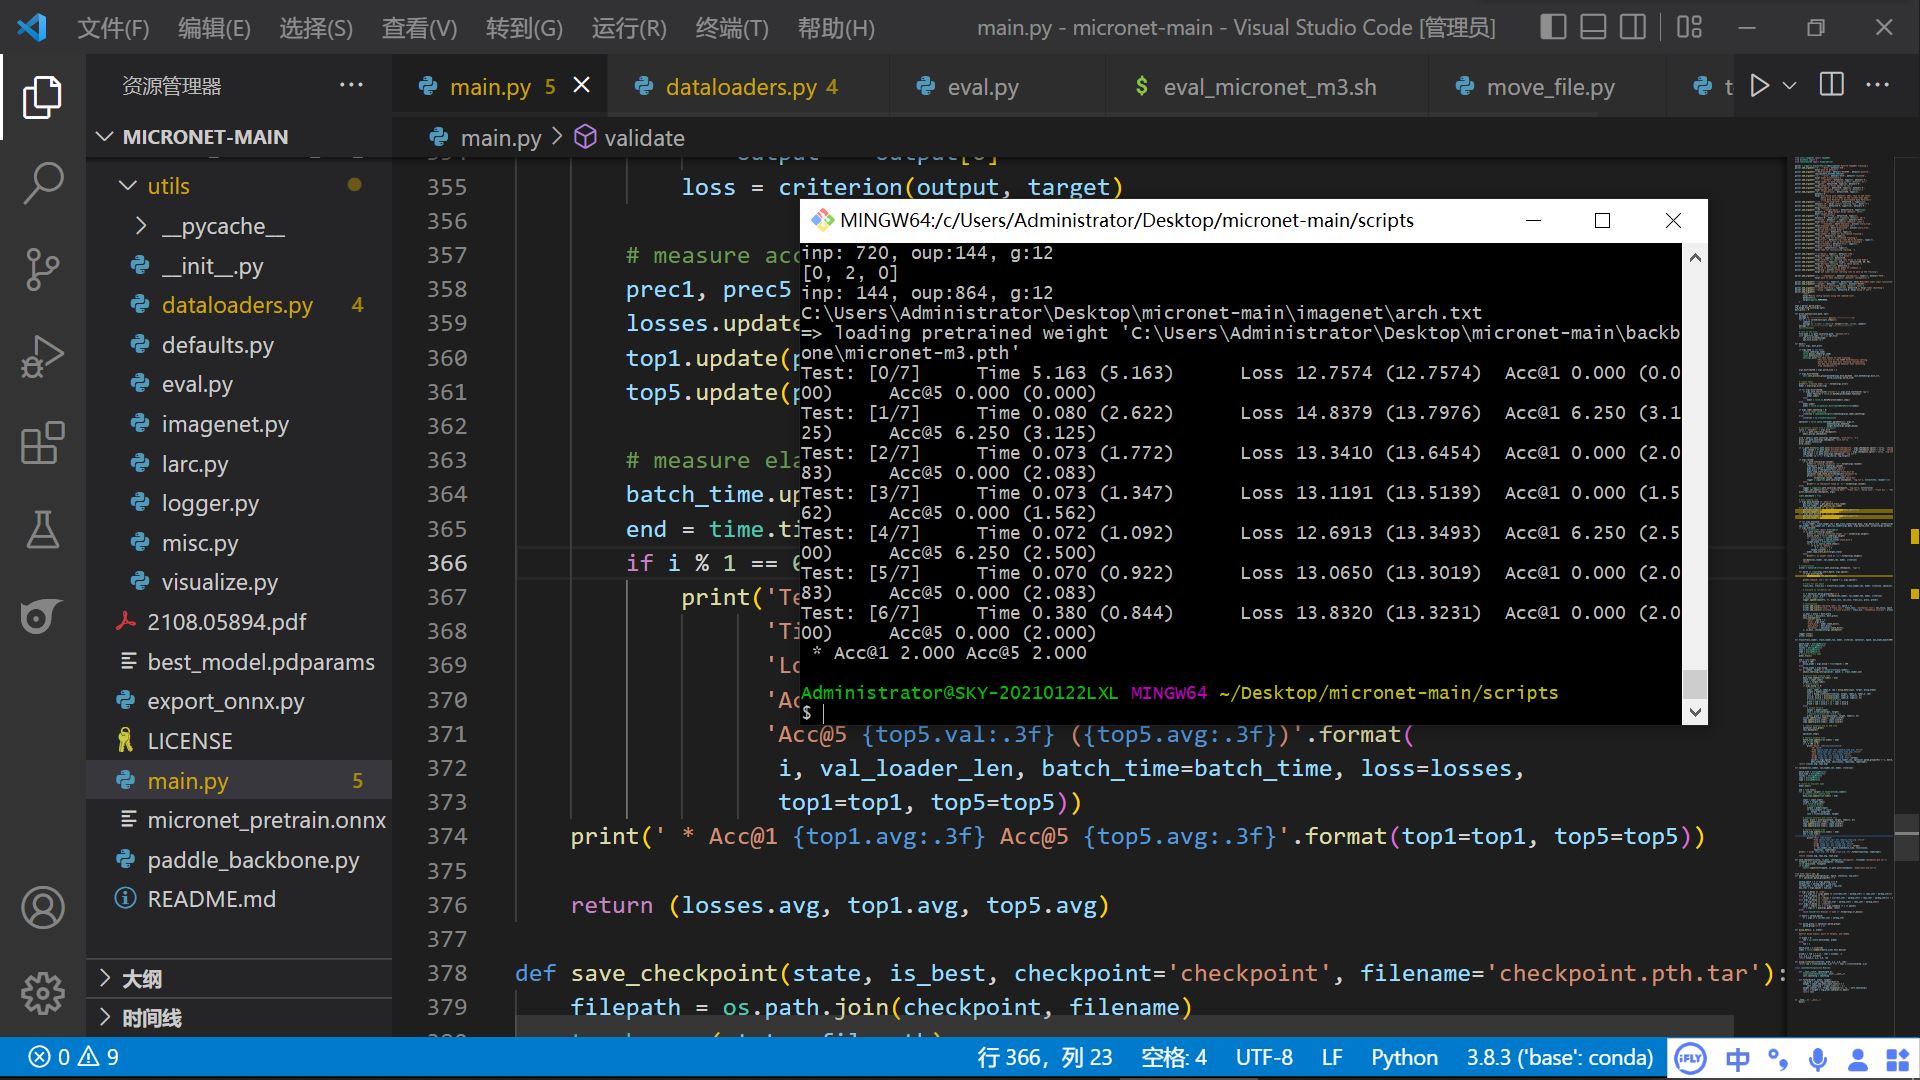 文件(F) 编辑(E) 选择(S) 查看(V) 转到(G) 运行(R) 终端(T) 帮助(H) main.py - micronet-main - Visual Studio Code [管理员]
资源管理器
main.py 5 dataloaders.py 4 eval.py $ eval_micronet_m3.sh move_file.py t
MICRONET-MAIN
main.py > validate
utils
__pycache__
__init__.py
dataloaders.py 4
defaults.py
eval.py
imagenet.py
larc.py
logger.py
misc.py
visualize.py
2108.05894.pdf
best_model.pdparams
export_onnx.py
LICENSE
main.py 5
micronet_pretrain.onnx
paddle_backbone.py
README.md
大纲
时间线
355 loss = criterion(output, target)
356
357 # measure acc
358 prec1, prec5
359 losses.update
360 top1.update(
361 top5.update(
362
363 # measure ela
364 batch_time.up
365 end = time.ti
366 if i % 1 ==
367 print('Te
368 'Ti
369 'Lo
370 'Ac
371 'Acc@5 {top5.val:.3f} ({top5.avg:.3f})'.format(
372 i, val_loader_len, batch_time=batch_time, loss=losses,
373 top1=top1, top5=top5))
374 print(' * Acc@1 {top1.avg:.3f} Acc@5 {top5.avg:.3f}'.format(top1=top1, top5=top5))
375
376 return (losses.avg, top1.avg, top5.avg)
377
378 def save_checkpoint(state, is_best, checkpoint='checkpoint', filename='checkpoint.pth.tar'):
379 filepath = os.path.join(checkpoint, filename)
MINGW64:/c/Users/Administrator/Desktop/micronet-main/scripts
inp: 720, oup:144, g:12
[0, 2, 0]
inp: 144, oup:864, g:12
C:\Users\Administrator\Desktop\micronet-main\imagenet\arch.txt
=> loading pretrained weight 'C:\Users\Administrator\Desktop\micronet-main\backb
one\micronet-m3.pth'
Test: [0/7] Time 5.163 (5.163) Loss 12.7574 (12.7574) Acc@1 0.000 (0.0
00) Acc@5 0.000 (0.000)
Test: [1/7] Time 0.080 (2.622) Loss 14.8379 (13.7976) Acc@1 6.250 (3.1
25) Acc@5 6.250 (3.125)
Test: [2/7] Time 0.073 (1.772) Loss 13.3410 (13.6454) Acc@1 0.000 (2.0
83) Acc@5 0.000 (2.083)
Test: [3/7] Time 0.073 (1.347) Loss 13.1191 (13.5139) Acc@1 0.000 (1.5
62) Acc@5 0.000 (1.562)
Test: [4/7] Time 0.072 (1.092) Loss 12.6913 (13.3493) Acc@1 6.250 (2.5
00) Acc@5 6.250 (2.500)
Test: [5/7] Time 0.070 (0.922) Loss 13.0650 (13.3019) Acc@1 0.000 (2.0
83) Acc@5 0.000 (2.083)
Test: [6/7] Time 0.380 (0.844) Loss 13.8320 (13.3231) Acc@1 0.000 (2.0
00) Acc@5 0.000 (2.000)
* Acc@1 2.000 Acc@5 2.000
Administrator@SKY-20210122LXL MINGW64 ~/Desktop/micronet-main/scripts
$
0 9 行 366，列 23 空格: 4 UTF-8 LF Python 3.8.3 ('base': conda) iFLY 中